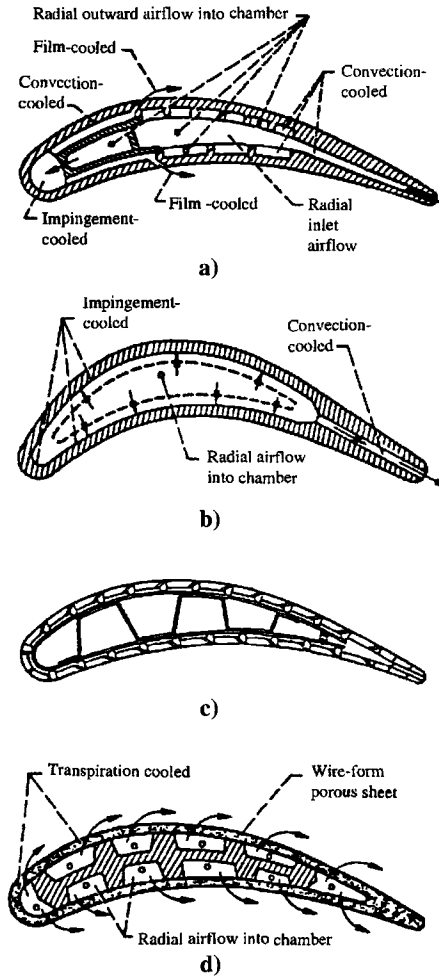 Radial outward airflow into chamber
Film-cooled
Convection-
cooled
Convection-
cooled
Impingement-
cooled
Film -cooled
Radial
inlet
airflow
a)
Impingement-
cooled
Convection-
cooled
Radial airflow
into chamber
b)
c)
Transpiration cooled
Wire-form
porous sheet
Radial airflow into chamber
d)